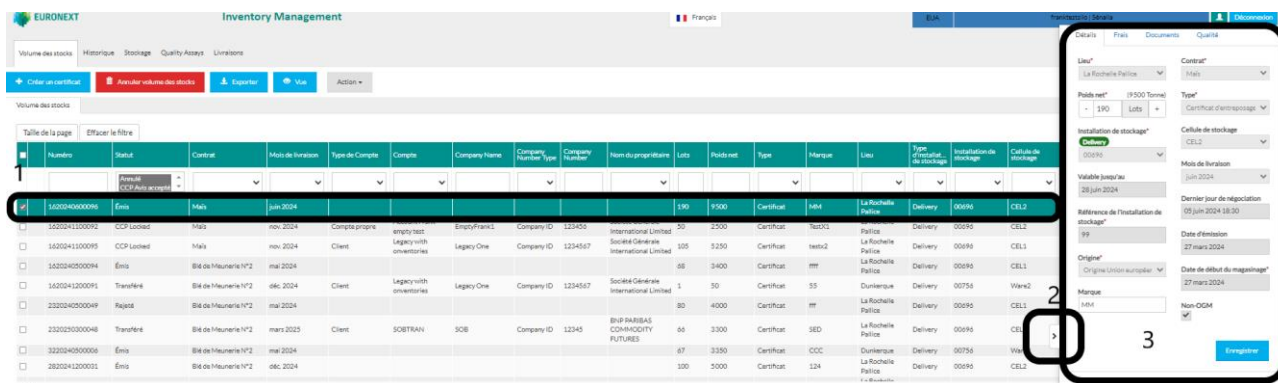 EURONEXT
Inventory Management
Français
EUA
Déconnexion
Volume des stocks Historique Stockage Quality Assays Livraisons
Créer un certificat Annuler volume des stocks Exporter Vue Action
Volume des stocks
Taille de la page Effacer le filtre
Numéro Statut Contrat Mois de livraison Type de Compte Compte Company Name Company Number Type Company Number Nom du propriétaire Lots Poids net Type Marque Lieu Type d'installat... de stockage Installation de stockage Cellule de stockage
1
Annulé
CCP Avis accepté
1620240600096 Émis Maïs juin 2024 190 9500 Certificat MM La Rochelle Pallice Delivery 00696 CEL2
1620241100092 CCP Locked Maïs nov. 2024 Compte propre empty test EmptyFrank1 Company ID 123456 International Limited 50 2500 Certificat TestX1 La Rochelle Pallice Delivery 00696 CEL2
1620241100095 CCP Locked Maïs nov. 2024 Client Legacy with onventories Legacy One Company ID 1234567 Société Générale International Limited 105 5250 Certificat testx2 La Rochelle Pallice Delivery 00696 CEL1
1620240500094 Émis Blé de Meunerie N°2 mai 2024 68 3400 Certificat ffff La Rochelle Pallice Delivery 00696 CEL1
1620241200091 Transféré Blé de Meunerie N°2 déc. 2024 Client Legacy with onventories Legacy One Company ID 1234567 Société Générale International Limited 1 50 Certificat 55 Dunkerque Delivery 00756 Ware2
2320240500049 Rejeté Blé de Meunerie N°2 mai 2024 80 4000 Certificat fff La Rochelle Pallice Delivery 00696 CEL1
2320250300048 Transféré Blé de Meunerie N°2 mars 2025 Client SOBTRAN SOB Company ID 12345 BNP PARIBAS COMMODITY FUTURES 66 3300 Certificat SED La Rochelle Pallice Delivery 00696
3220240500006 Émis Blé de Meunerie N°2 mai 2024 67 3350 Certificat CCC Dunkerque Delivery 00756
2820241200031 Émis Blé de Meunerie N°2 déc. 2024 100 5000 Certificat 124 La Rochelle Pallice Delivery 00696 CEL2
2
Détails Frais Documents Qualité
Lieu* Contrat*
La Rochelle Pallice Maïs
Poids net* (9500 Tonne) Type*
- 190 Lots + Certificat d'entreposage
Installation de stockage* Cellule de stockage
Delivery CEL2
00696
Mois de livraison
Valable jusqu'au juin 2024
28 juin 2024
Dernier jour de négociation
Référence de l'installation de stockage* 05 juin 2024 18:30
99
Date d'émission
27 mars 2024
Origine*
Origine Union européer Date de début du magasinage*
27 mars 2024
Marque
MM Non-OGM
3
Enregistrer